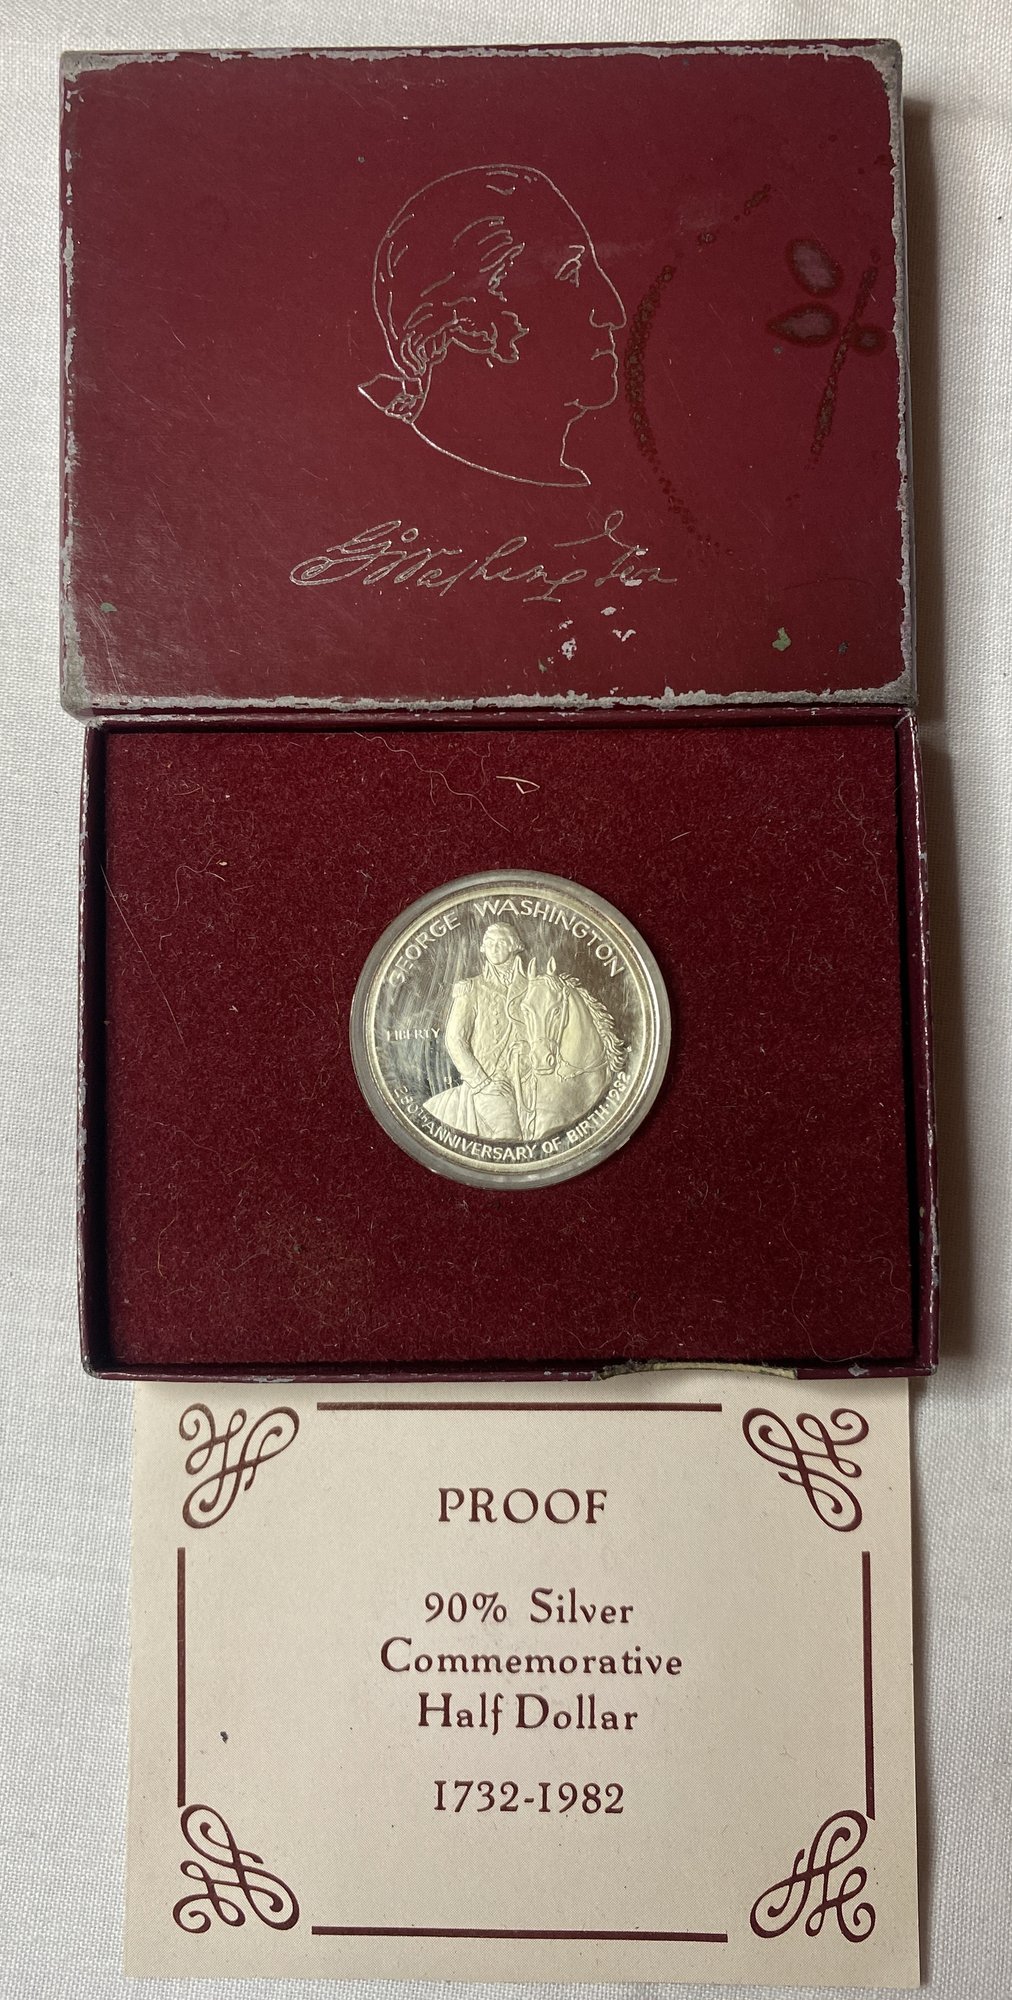 G Washington
GEORGE WASHINGTON
LIBERTY
250TH ANNIVERSARY OF BIRTH·1982
PROOF
90% Silver
Commemorative
Half Dollar
1732-1982